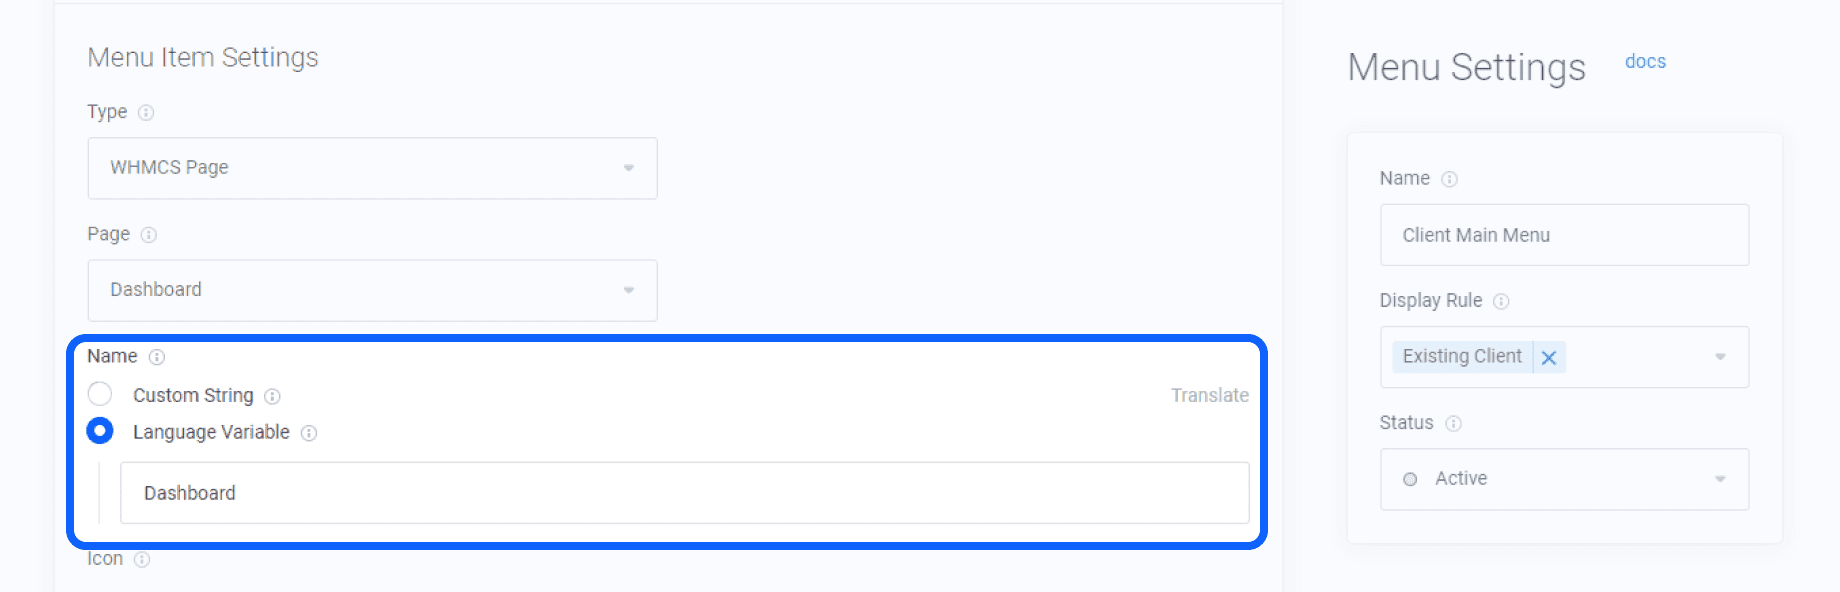 Menu Item Settings
Type
WHMCS Page
Page
Dashboard
Name
Custom String
Translate
Language Variable
Dashboard
Icon
Menu Settings
docs
Name
Client Main Menu
Display Rule
Existing Client
Status
Active